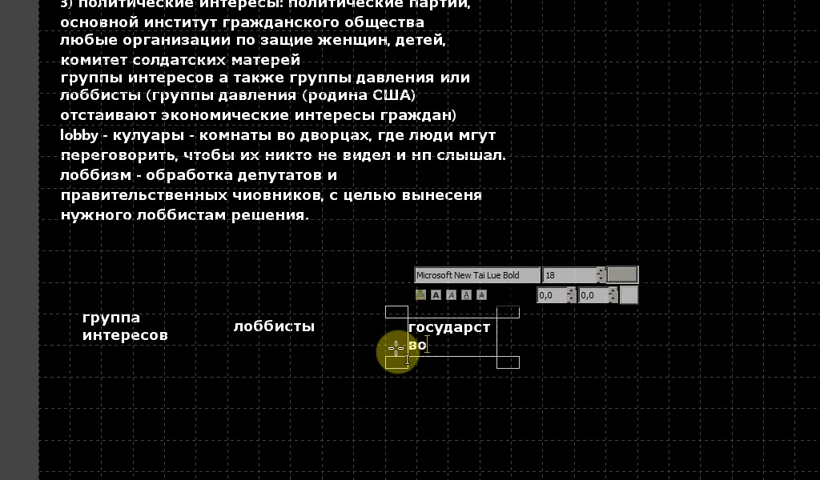 3) политические интересы: политические партии,
основной институт гражданского общества
любые организации по защие женщин, детей,
комитет солдатских матерей
группы интересов а также группы давления или
лоббисты (группы давления (родина США)
отстаивают экономические интересы граждан)
lobby - кулуары - комнаты во дворцах, где люди мгут
переговорить, чтобы их никто не видел и нп слышал.
лоббизм - обработка депутатов и
правительственных чиовников, с целью вынесеня
нужного лоббистам решения.
Microsoft New Tai Lue Bold 18
A A A A A 0,0 0,0
группа
интересов
лоббисты
государст
во